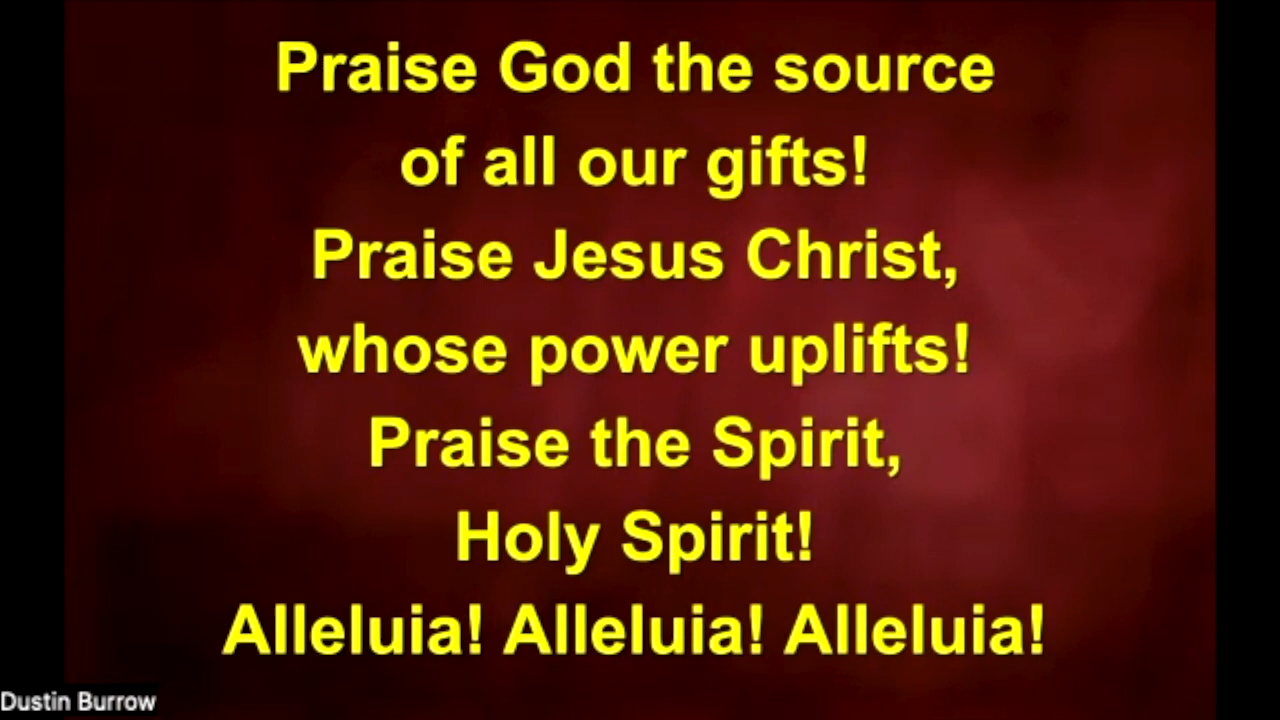 Praise God the source
of all our gifts!
Praise Jesus Christ,
whose power uplifts!
Praise the Spirit,
Holy Spirit!
Alleluia! Alleluia! Alleluia!
Dustin Burrow